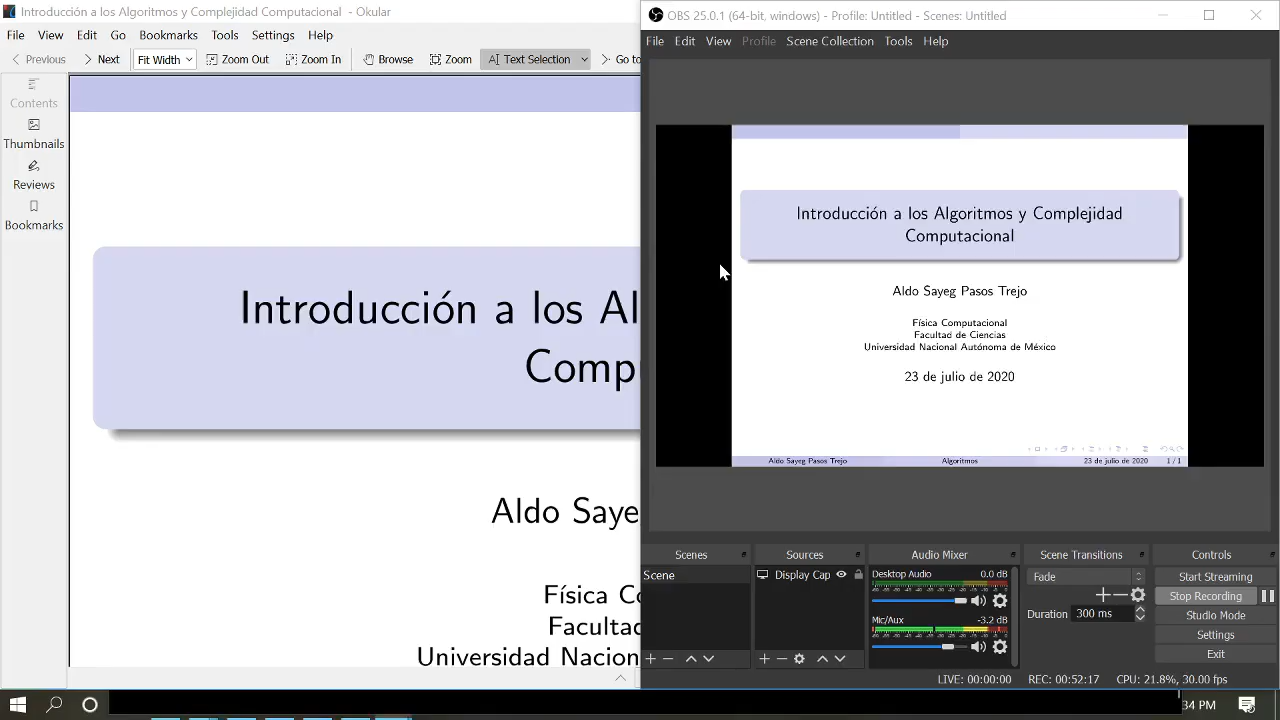 Introducción a los Algoritmos y Complejidad Computacional - Okular
File View Edit Go Bookmarks Tools Settings Help
Previous Next Fit Width Zoom Out Zoom In Browse Zoom Text Selection Go to
Contents
Thumbnails
Reviews
Bookmarks
Introducción a los Al
Comp
Aldo Saye
Física Co
Faculta
Universidad Nacion
OBS 25.0.1 (64-bit, windows) - Profile: Untitled - Scenes: Untitled
File Edit View Profile Scene Collection Tools Help
Introducción a los Algoritmos y Complejidad
Computacional
Aldo Sayeg Pasos Trejo
Física Computacional
Facultad de Ciencias
Universidad Nacional Autónoma de México
23 de julio de 2020
Aldo Sayeg Pasos Trejo Algoritmos 23 de julio de 2020 1 / 1
Scenes Sources Audio Mixer Scene Transitions Controls
Scene
Display Cap
Desktop Audio 0.0 dB
Mic/Aux -3.2 dB
Fade
Duration 300 ms
Start Streaming
Stop Recording
Studio Mode
Settings
Exit
LIVE: 00:00:00 REC: 00:52:17 CPU: 21.8%, 30.00 fps
34 PM